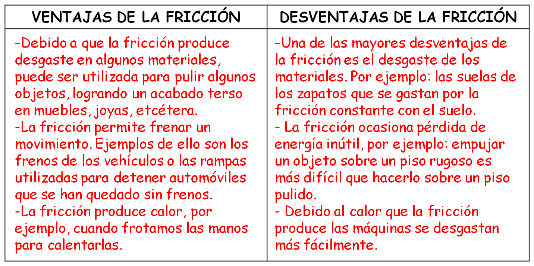 VENTAJAS DE LA FRICCIÓN
-Debido a que la fricción produce
desgaste en algunos materiales,
puede ser utilizada para pulir algunos
objetos, logrando un acabado terso
en muebles, joyas, etcétera.
-La fricción permite frenar un
movimiento. Ejemplos de ello son los
frenos de los vehículos o las rampas
utilizadas para detener automóviles
que se han quedado sin frenos.
-La fricción produce calor, por
ejemplo, cuando frotamos las manos
para calentarlas.
DESVENTAJAS DE LA FRICCIÓN
-Una de las mayores desventajas de
la fricción es el desgaste de los
materiales. Por ejemplo: las suelas de
los zapatos que se gastan por la
fricción constante con el suelo.
- La fricción ocasiona pérdida de
energía inútil, por ejemplo: empujar
un objeto sobre un piso rugoso es
más difícil que hacerlo sobre un piso
pulido.
- Debido al calor que la fricción
produce las máquinas se desgastan
más fácilmente.